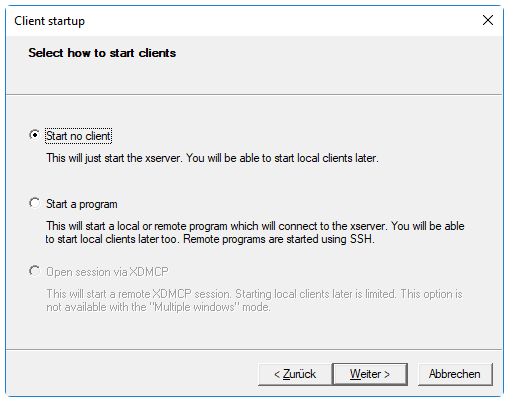 Client startup
Select how to start clients
Start no client
This will just start the xserver. You will be able to start local clients later.
Start a program
This will start a local or remote program which will connect to the xserver. You will be able
to start local clients later too. Remote programs are started using SSH.
Open session via XDMCP
This will start a remote XDMCP session. Starting local clients later is limited. This option is
not available with the "Multiple windows" mode.
< Zurück Weiter > Abbrechen